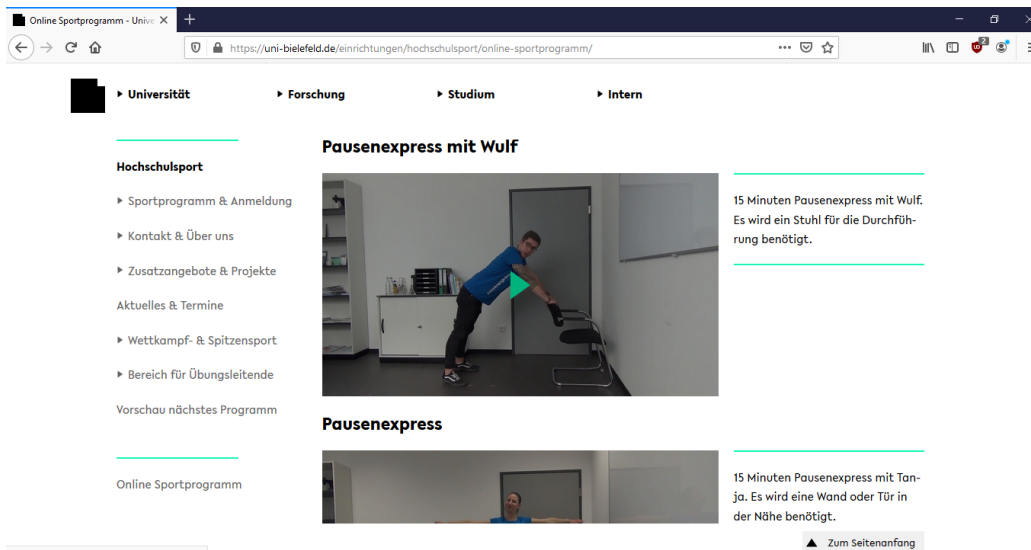 Online Sportprogramm - Unive
https://uni-bielefeld.de/einrichtungen/hochschulsport/online-sportprogramm/
2
Universität
Forschung
Studium
Intern
Hochschulsport
Sportprogramm & Anmeldung
Kontakt & Über uns
Zusatzangebote & Projekte
Aktuelles & Termine
Wettkampf- & Spitzensport
Bereich für Übungsleitende
Vorschau nächstes Programm
Online Sportprogramm
Pausenexpress mit Wulf
15 Minuten Pausenexpress mit Wulf.
Es wird ein Stuhl für die Durchfüh-
rung benötigt.
Pausenexpress
15 Minuten Pausenexpress mit Tan-
ja. Es wird eine Wand oder Tür in
der Nähe benötigt.
Zum Seitenanfang